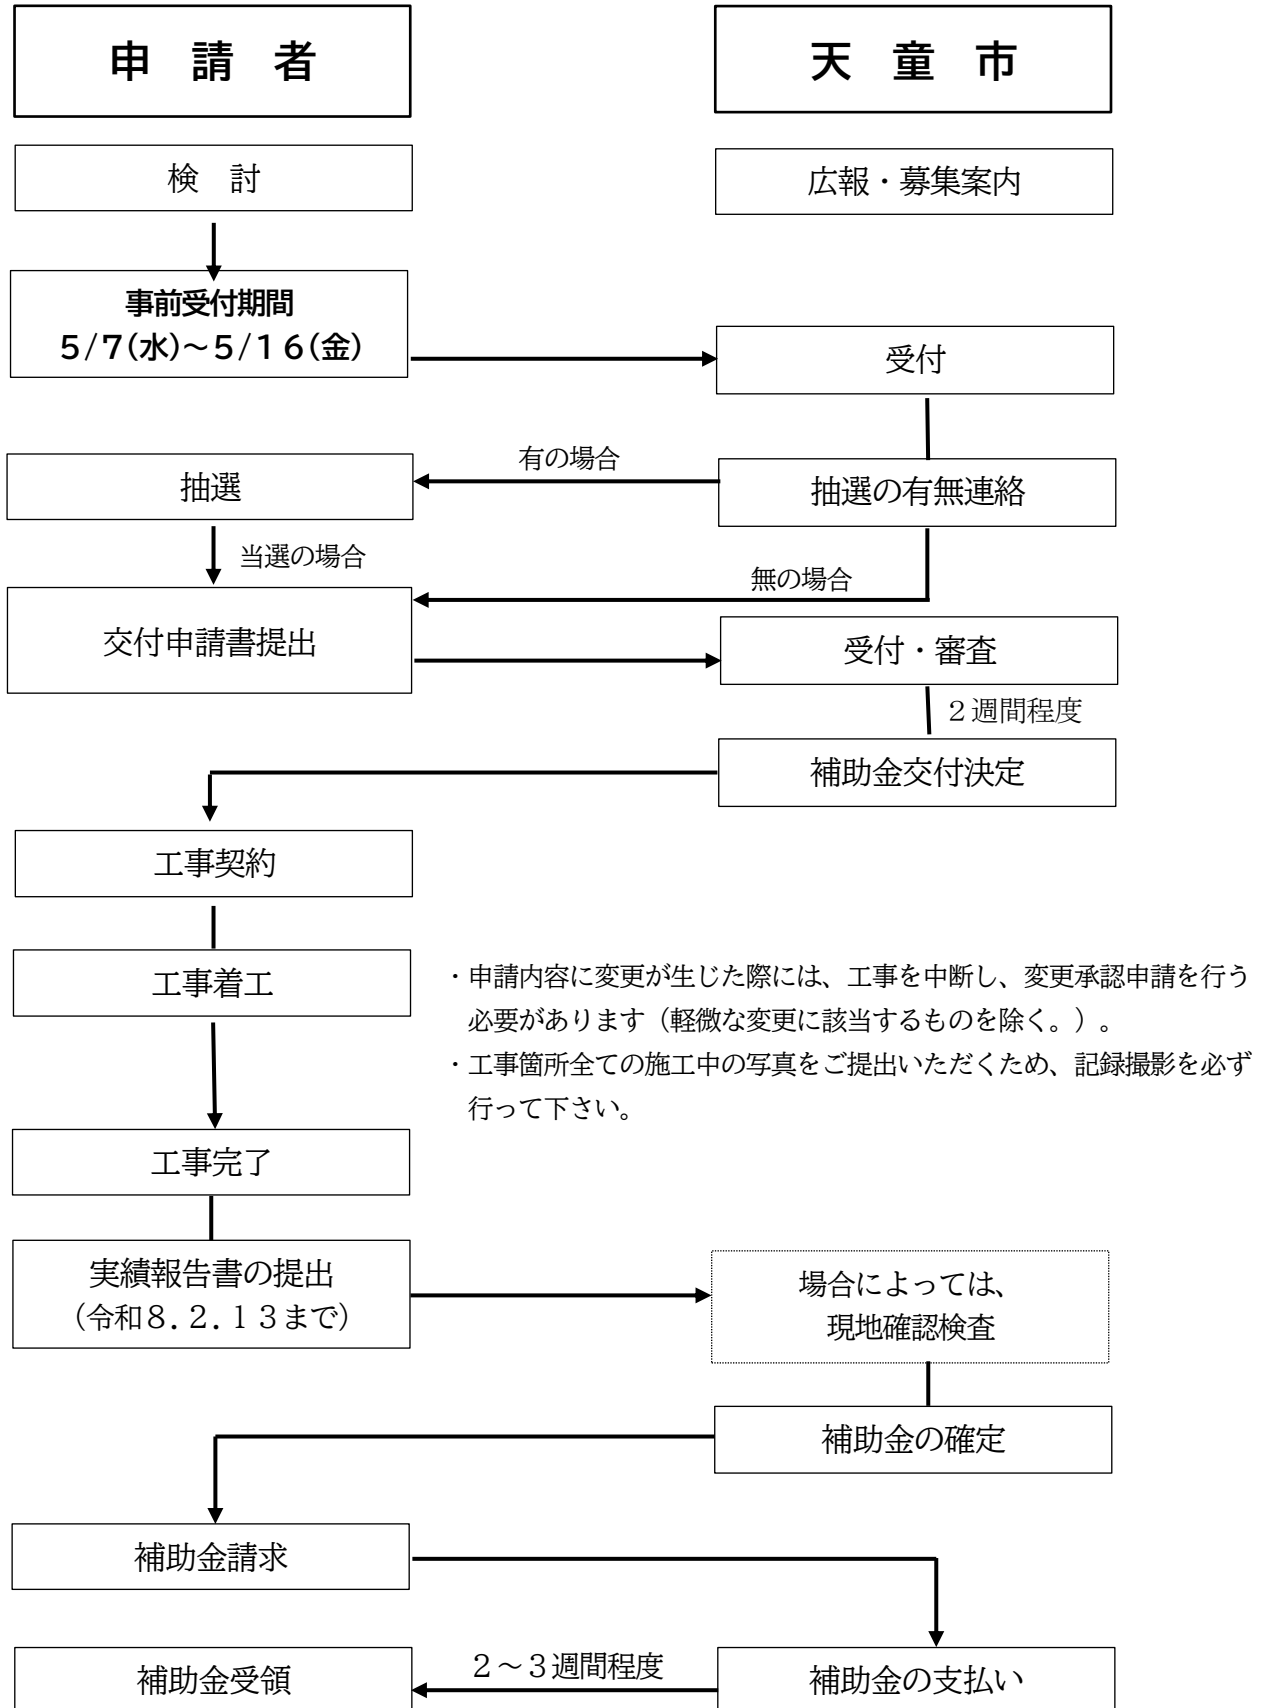 申　請　者
天　童　市
検　討
広報・募集案内
事前受付期間
５/７(水)～５/１６(金)
受付
有の場合
抽選
抽選の有無連絡
当選の場合
無の場合
交付申請書提出
受付・審査
２週間程度
補助金交付決定
工事契約
工事着工
・申請内容に変更が生じた際には、工事を中断し、変更承認申請を行う
必要があります（軽微な変更に該当するものを除く。）。
・工事箇所全ての施工中の写真をご提出いただくため、記録撮影を必ず
行って下さい。
工事完了
実績報告書の提出
（令和８.２.１３まで）
場合によっては、
現地確認検査
補助金の確定
補助金請求
２～３週間程度
補助金受領
補助金の支払い